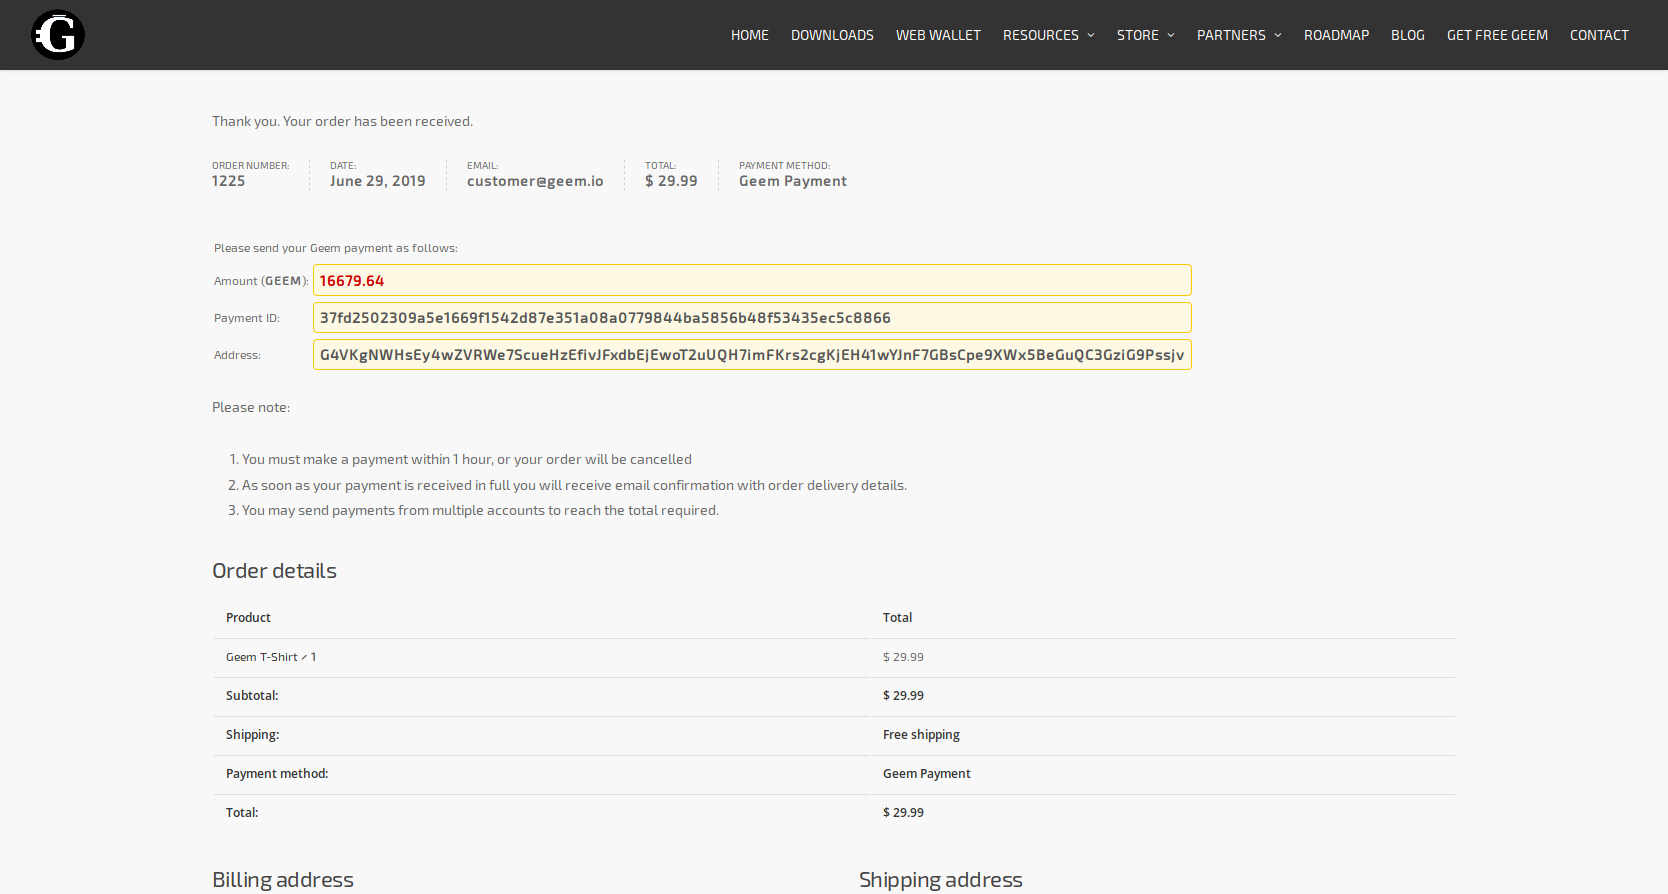 G
HOME DOWNLOADS WEB WALLET RESOURCES STORE PARTNERS ROADMAP BLOG GET FREE GEEM CONTACT
Thank you. Your order has been received.
ORDER NUMBER: DATE: EMAIL: TOTAL: PAYMENT METHOD:
1225 June 29, 2019 customer@geem.io $ 29.99 Geem Payment
Please send your Geem payment as follows:
Amount (GEEM): 16679.64
Payment ID: 37fd2502309a5e1669f1542d87e351a08a0779844ba5856b48f53435ec5c8866
Address: G4VKgNWHsEy4wZVRWe7ScueHzEfivJFxdbEjEwoT2uUQH7imFKrs2cgKjEH41wYJnF7GBsCpe9XWx5BeGuQC3GziG9Pssjv
Please note:
1. You must make a payment within 1 hour, or your order will be cancelled
2. As soon as your payment is received in full you will receive email confirmation with order delivery details.
3. You may send payments from multiple accounts to reach the total required.
Order details
Product Total
Geem T-Shirt × 1 $ 29.99
Subtotal: $ 29.99
Shipping: Free shipping
Payment method: Geem Payment
Total: $ 29.99
Billing address Shipping address